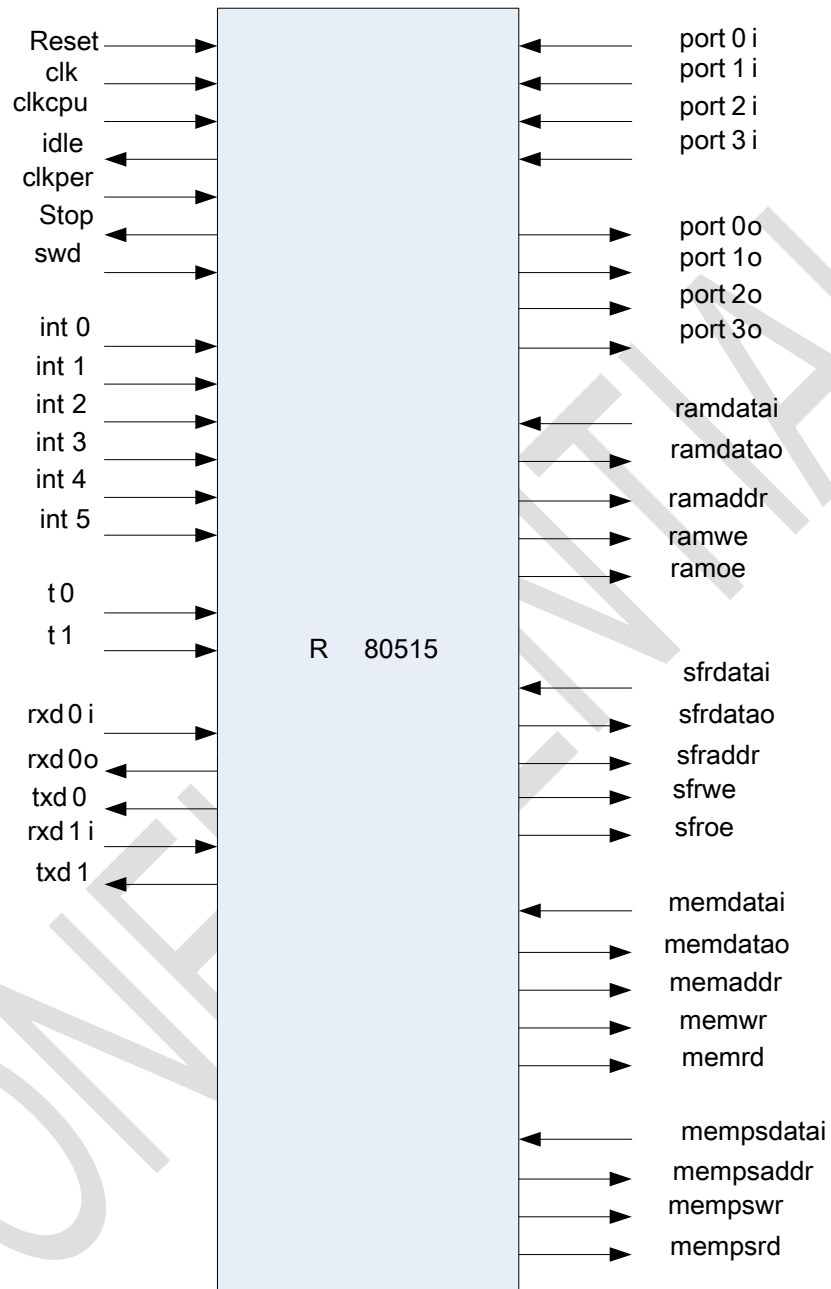 Reset
clk
clkcpu
idle
clkper
Stop
swd
int 0
int 1
int 2
int 3
int 4
int 5
t 0
t 1
rxd 0 i
rxd 0o
txd 0
rxd 1 i
txd 1
R 80515
port 0 i
port 1 i
port 2 i
port 3 i
port 0o
port 1o
port 2o
port 3o
ramdatai
ramdatao
ramaddr
ramwe
ramoe
sfrdatai
sfrdatao
sfraddr
sfrwe
sfroe
memdatai
memdatao
memaddr
memwr
memrd
mempsdatai
mempsaddr
mempswr
mempsrd